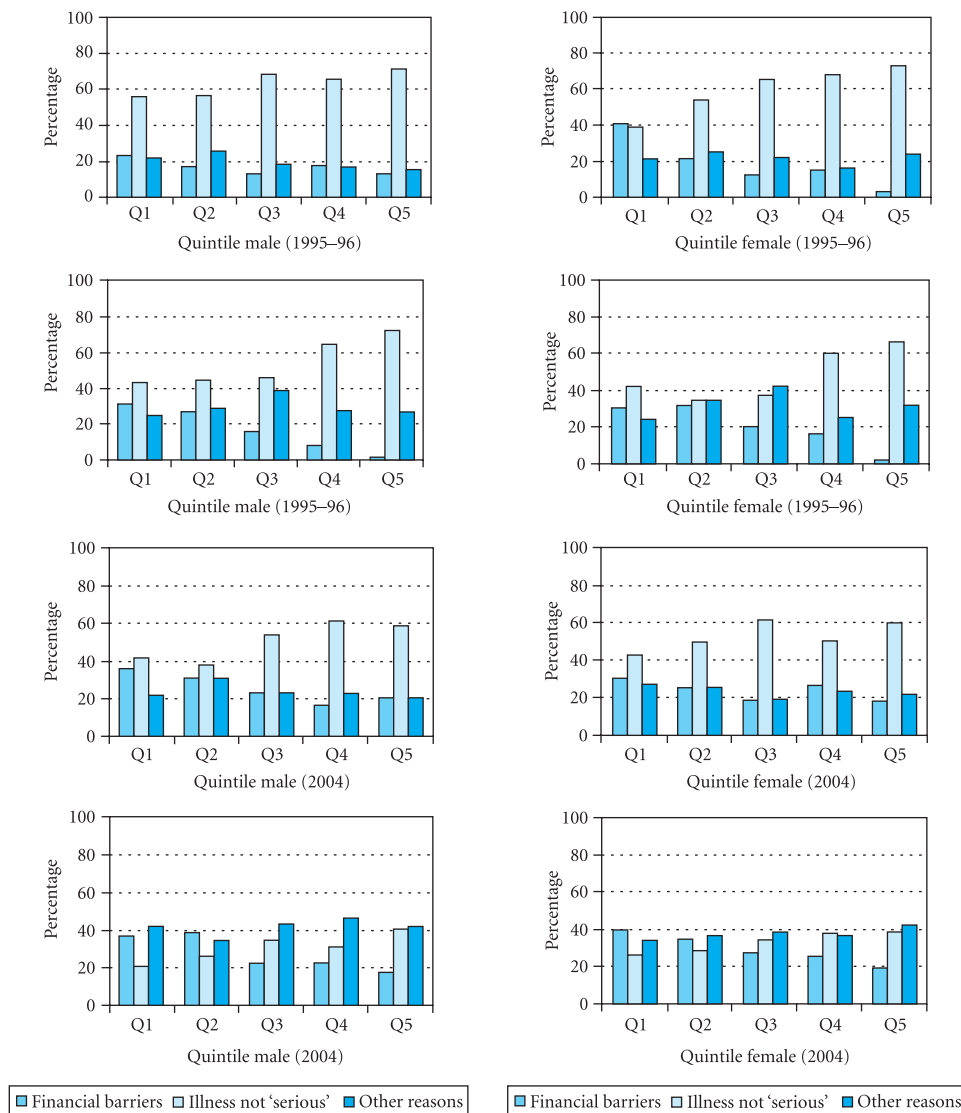 100
80
60
40
20
0
Percentage
Q1 Q2 Q3 Q4 Q5
Quintile male (1995–96)
100
80
60
40
20
0
Percentage
Q1 Q2 Q3 Q4 Q5
Quintile female (1995–96)
100
80
60
40
20
0
Percentage
Q1 Q2 Q3 Q4 Q5
Quintile male (1995–96)
100
80
60
40
20
0
Percentage
Q1 Q2 Q3 Q4 Q5
Quintile female (1995–96)
100
80
60
40
20
0
Percentage
Q1 Q2 Q3 Q4 Q5
Quintile male (2004)
100
80
60
40
20
0
Percentage
Q1 Q2 Q3 Q4 Q5
Quintile female (2004)
100
80
60
40
20
0
Percentage
Q1 Q2 Q3 Q4 Q5
Quintile male (2004)
100
80
60
40
20
0
Percentage
Q1 Q2 Q3 Q4 Q5
Quintile female (2004)
Financial barriers Illness not ‘serious’ Other reasons
Financial barriers Illness not ‘serious’ Other reasons